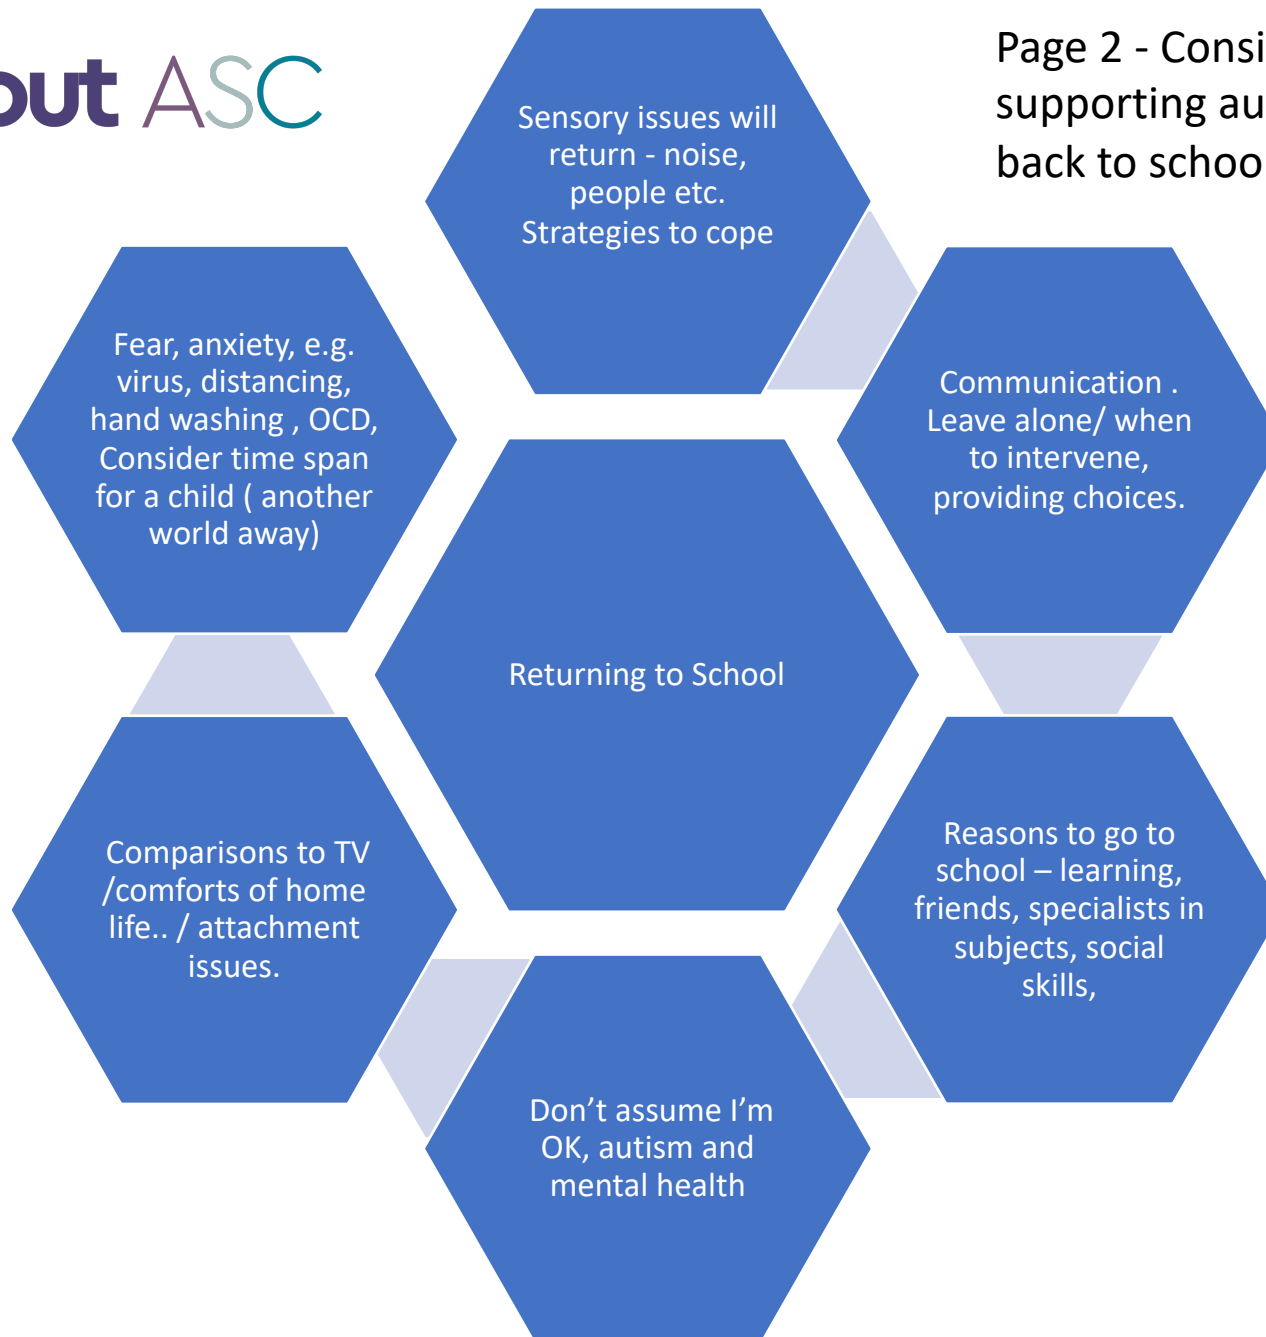 out ASC
Page 2 - Consi
supporting au
back to schoo
Sensory issues will
return - noise,
people etc.
Strategies to cope
Communication .
Leave alone/ when
to intervene,
providing choices.
Reasons to go to
school – learning,
friends, specialists in
subjects, social
skills,
Don’t assume I’m
OK, autism and
mental health
Comparisons to TV
/comforts of home
life.. / attachment
issues.
Fear, anxiety, e.g.
virus, distancing,
hand washing , OCD,
Consider time span
for a child ( another
world away)
Returning to School